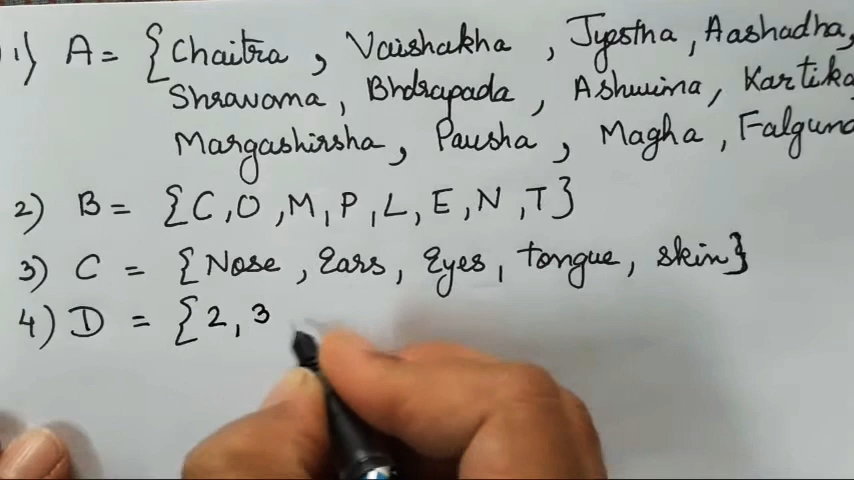 1) A = {Chaitra, Vaishakha, Jyestha, Aashadha,
Shravana, Bhdrapada, Ashwina, Kartika
Margashirsha, Pausha, Magha, Falguna
2) B = {C, O, M, P, L, E, N, T}
3) C = {Nose, Ears, Eyes, tongue, skin}
4) D = {2, 3